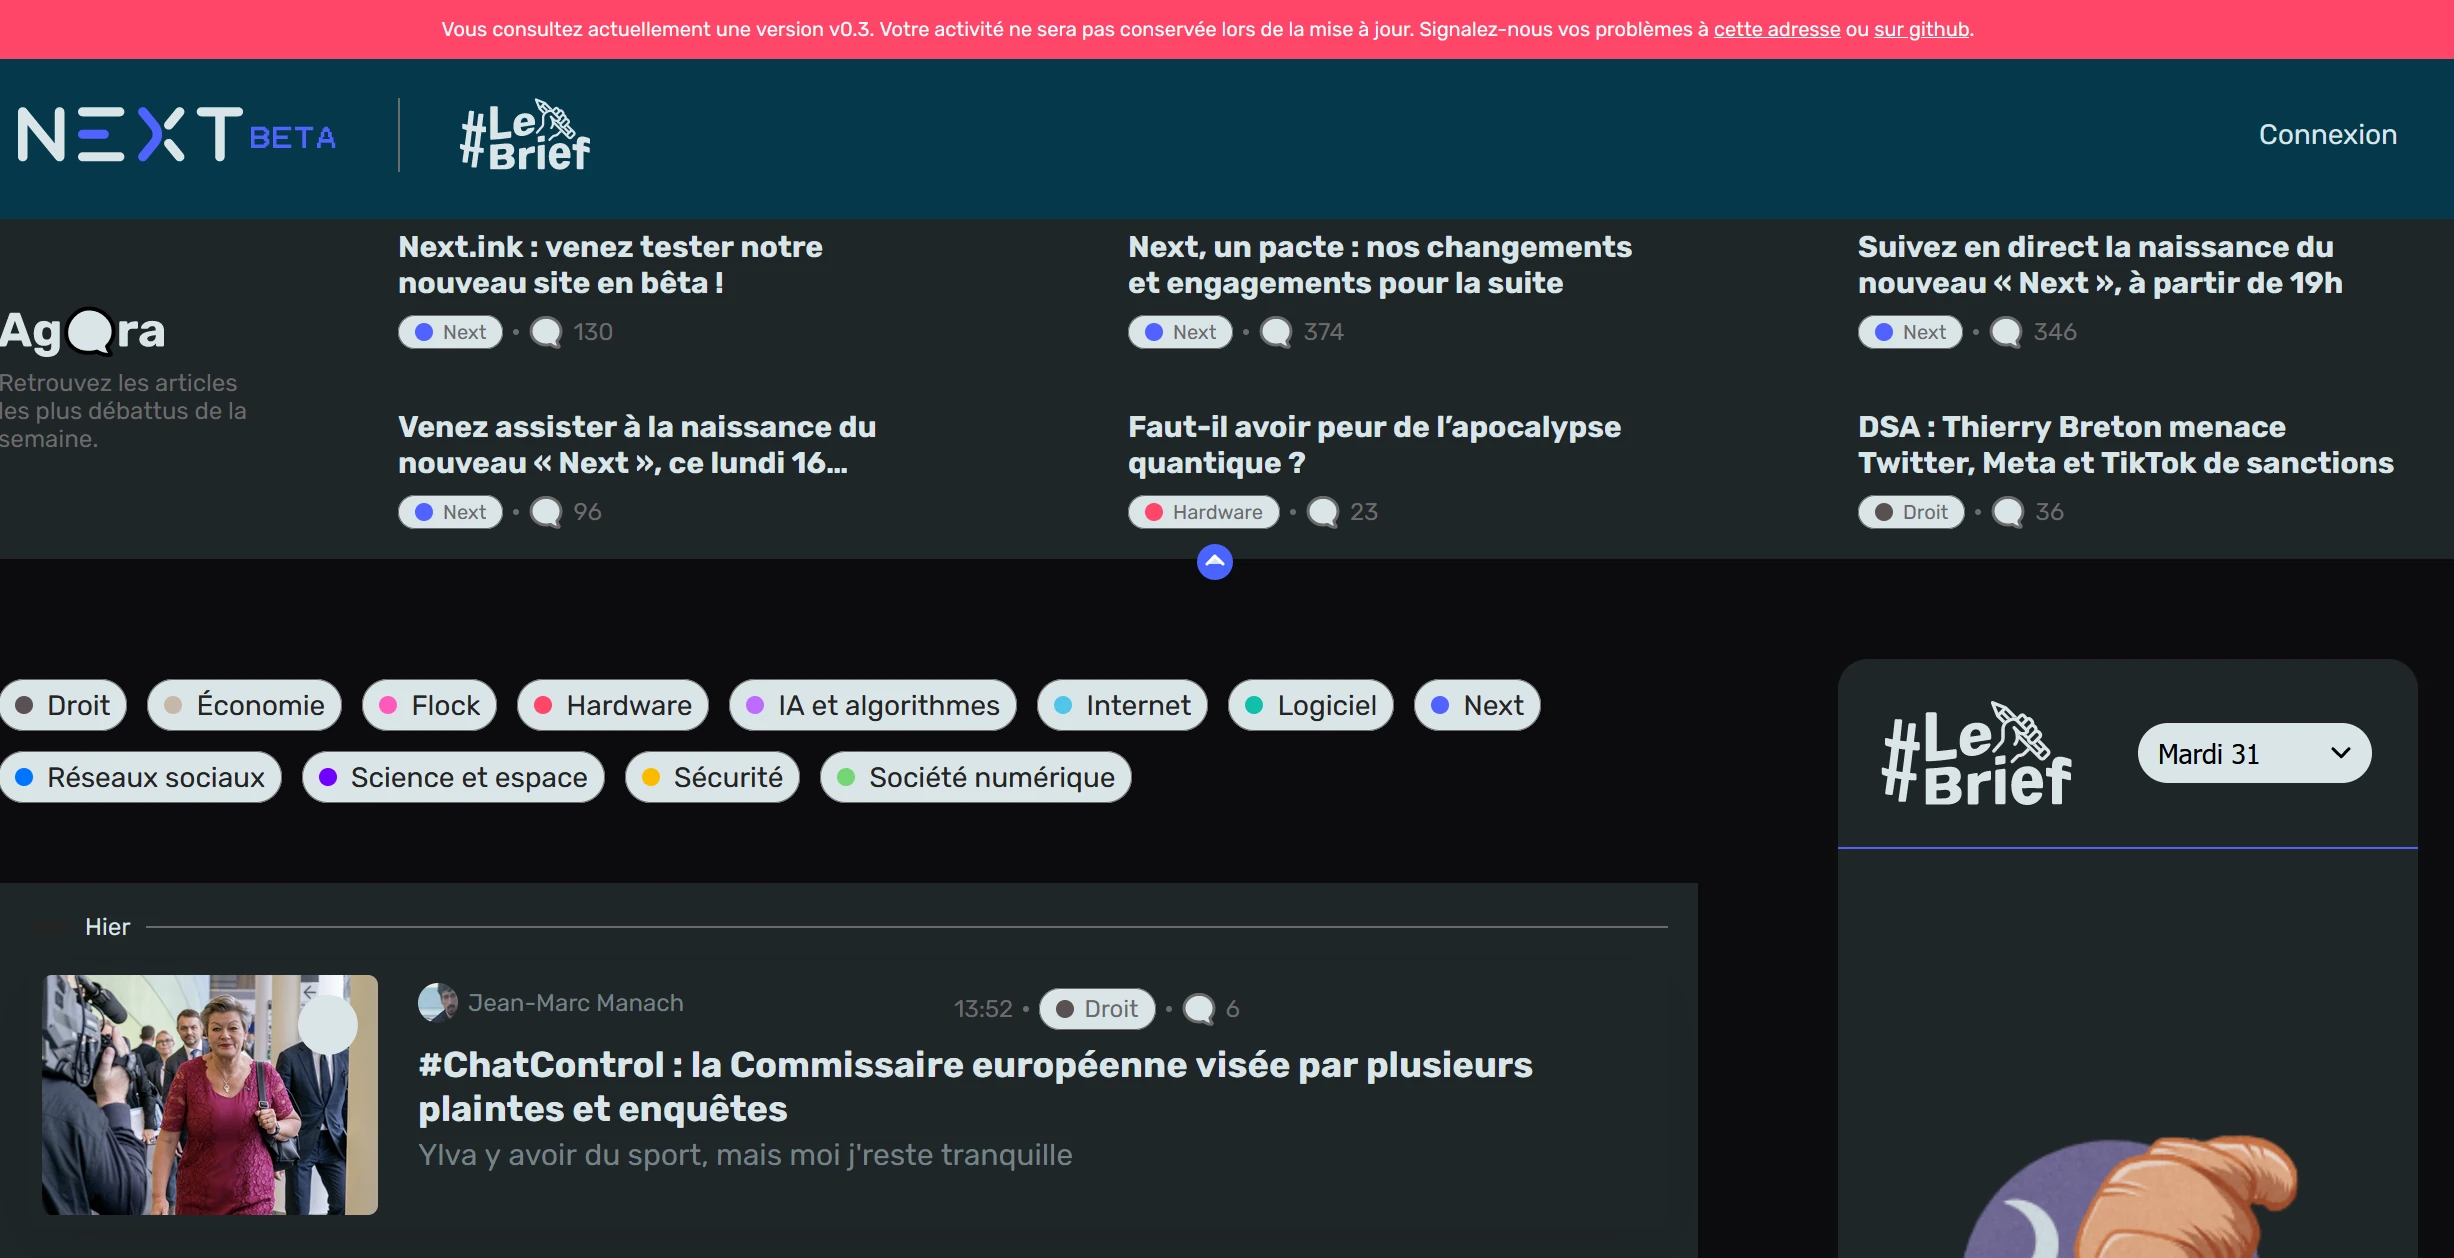 Vous consultez actuellement une version v0.3. Votre activité ne sera pas conservée lors de la mise à jour. Signalez-nous vos problèmes à cette adresse ou sur github.
NEXT BETA
#Le Brief
Connexion
Agora
Retrouvez les articles
les plus débattus de la
semaine.
Next.ink : venez tester notre
nouveau site en bêta !
Next • 130
Next, un pacte : nos changements
et engagements pour la suite
Next • 374
Suivez en direct la naissance du
nouveau « Next », à partir de 19h
Next • 346
Venez assister à la naissance du
nouveau « Next », ce lundi 16...
Next • 96
Faut-il avoir peur de l’apocalypse
quantique ?
Hardware • 23
DSA : Thierry Breton menace
Twitter, Meta et TikTok de sanctions
Droit • 36
Droit Économie Flock Hardware IA et algorithmes Internet Logiciel Next
Réseaux sociaux Science et espace Sécurité Société numérique
#Le
Brief
Mardi 31
Hier
Jean-Marc Manach 13:52 • Droit • 6
#ChatControl : la Commissaire européenne visée par plusieurs
plaintes et enquêtes
Ylva y avoir du sport, mais moi j'reste tranquille